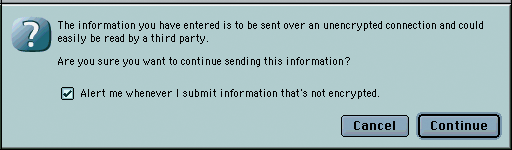 The information you have entered is to be sent over an unencrypted connection and could
easily be read by a third party.
Are you sure you want to continue sending this information?
Alert me whenever I submit information that's not encrypted.
Cancel
Continue